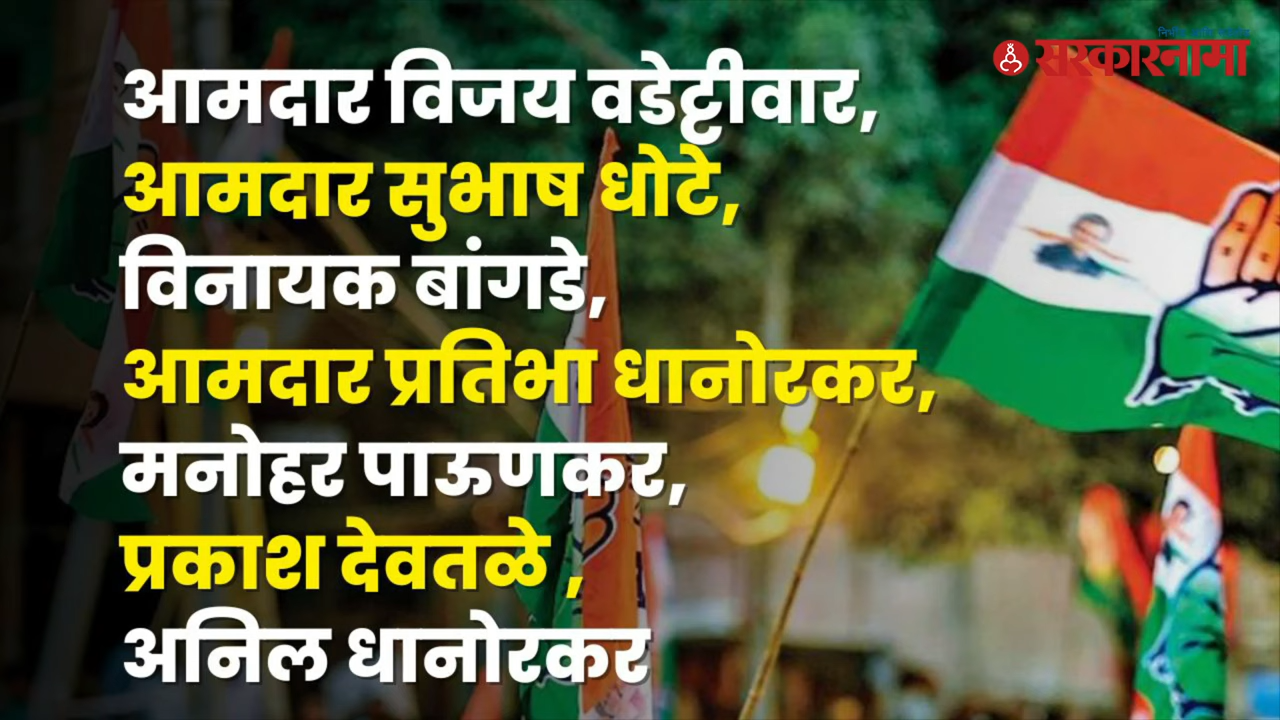 सरकारनामा
आमदार विजय वडेट्टीवार,
आमदार सुभाष धोटे,
विनायक बांगडे,
आमदार प्रतिभा धानोरकर,
मनोहर पाऊणकर,
प्रकाश देवतळे ,
अनिल धानोरकर